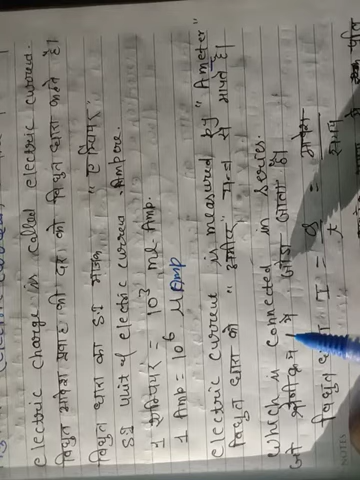 electric charge is called electric current.
विधुत आवेश प्रवाह की दर को विधुत धारा कहते है।
विधुत धारा का S.I मात्रक "एम्पियर"
S.I unit of electric current. Ampere.
1 एम्पियर = 10³ ml Amp.
1 Amp = 10⁶ μ Amp
electric current is measured by "Ameter"
विधुत धारा को "अमीटर" यन्त्र से मापते है।
Which is connected in series.
जो श्रेणीक्रम में जोड़ा जाता है।
विधुत धारा I = Q/t = आवेश/समय